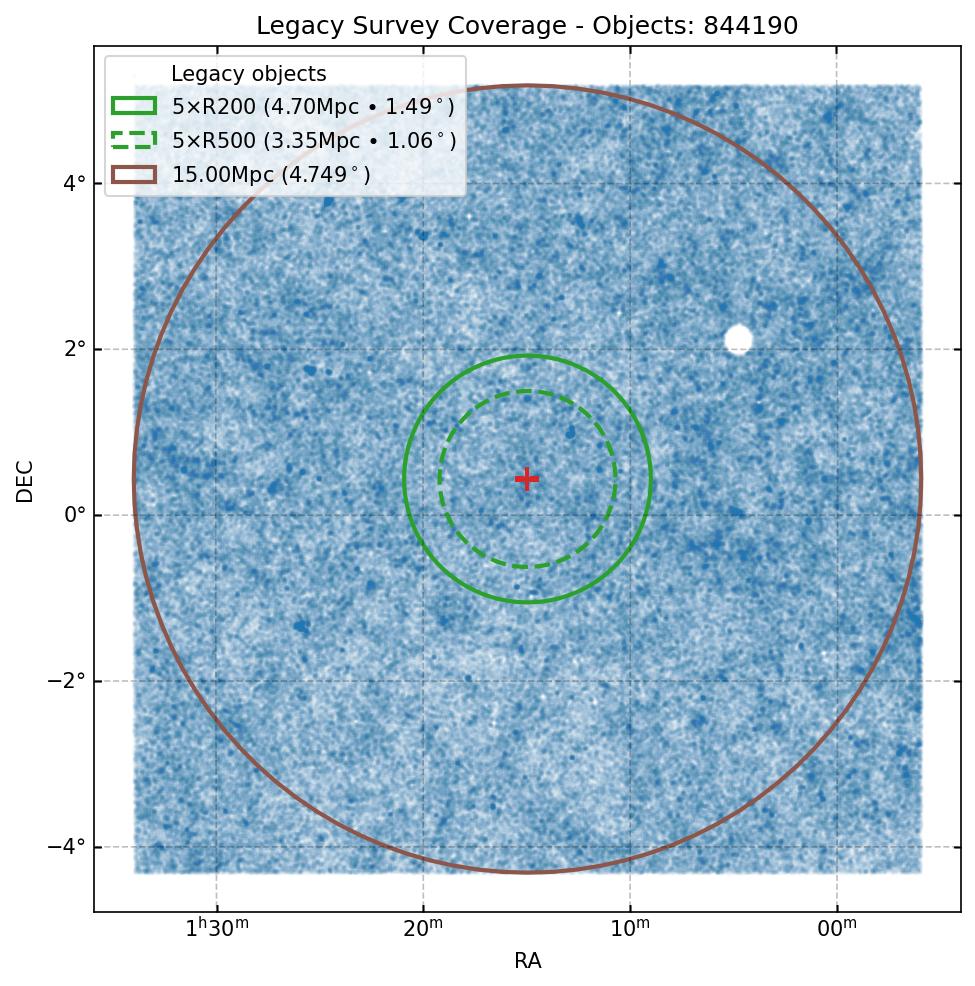 Legacy Survey Coverage - Objects: 844190
Legacy objects
5×R200 (4.70Mpc • 1.49°)
5×R500 (3.35Mpc • 1.06°)
15.00Mpc (4.749°)
4°
2°
0°
−2°
−4°
DEC
1ʰ30ᵐ
20ᵐ
10ᵐ
00ᵐ
RA